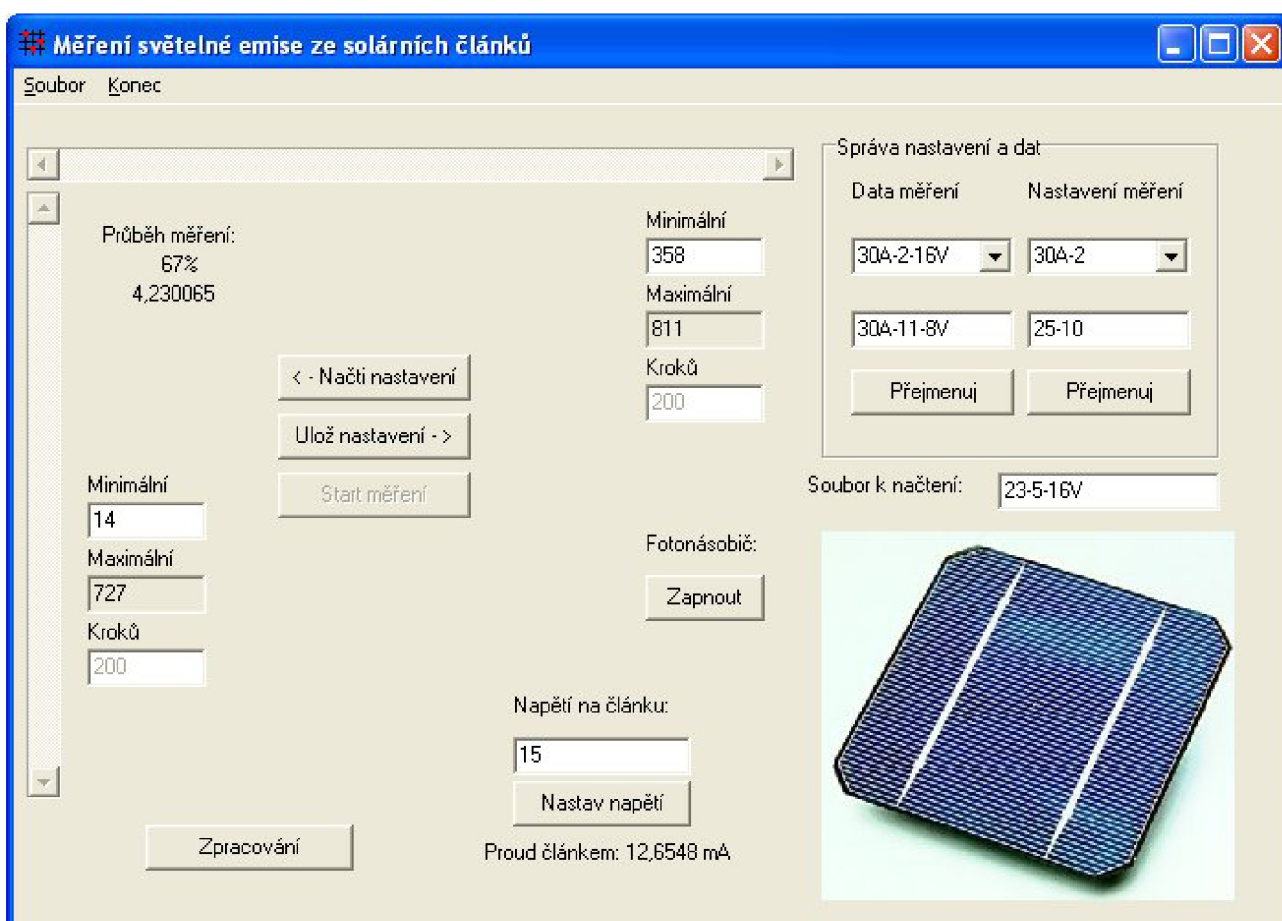 Měření světelné emise ze solárních článků
Soubor Konec
Průběh měření:
67%
4,230065
< - Načti nastavení
Ulož nastavení - >
Start měření
Minimální
14
Maximální
727
Kroků
200
Minimální
358
Maximální
811
Kroků
200
Fotonásobič:
Zapnout
Napětí na článku:
15
Nastav napětí
Proud článkem: 12,6548 mA
Zpracování
Správa nastavení a dat
Data měření Nastavení měření
30A-2-16V 30A-2
30A-11-8V 25-10
Přejmenuj Přejmenuj
Soubor k načtení: 23-5-16V